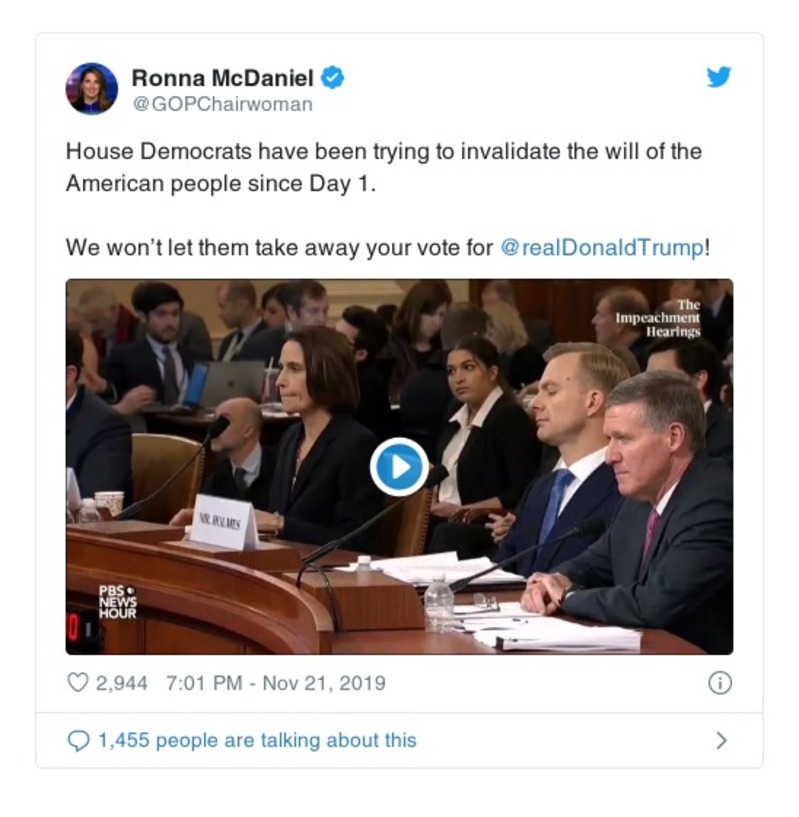 Ronna McDaniel
@GOPChairwoman
House Democrats have been trying to invalidate the will of the
American people since Day 1.
We won’t let them take away your vote for @realDonaldTrump!
The
Impeachment
Hearings
MR. HOLMES
PBS
NEWS
HOUR
0
2,944 7:01 PM - Nov 21, 2019
1,455 people are talking about this